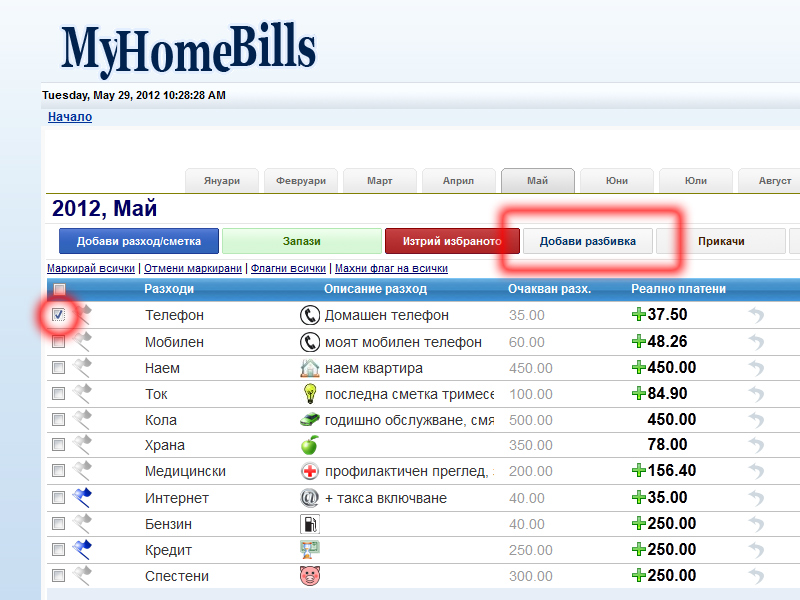 MyHomeBills
Tuesday, May 29, 2012 10:28:28 AM
Начало
Януари Февруари Март Април Май Юни Юли Август
2012, Май
Добави разход/сметка Запази Изтрий избраното Добави разбивка Прикачи
Маркирай всички | Отмени маркирани | Флагни всички | Махни флаг на всички
Разходи Описание разход Очакван разх. Реално платени
Телефон Домашен телефон 35.00 37.50
Мобилен моят мобилен телефон 60.00 48.26
Наем наем квартира 450.00 450.00
Ток последна сметка тримесе 100.00 84.90
Кола годишно обслужване, смя 500.00 450.00
Храна 350.00 78.00
Медицински профилактичен преглед, 200.00 156.40
Интернет + такса включване 40.00 35.00
Бензин 40.00 250.00
Кредит 250.00 250.00
Спестени 300.00 250.00